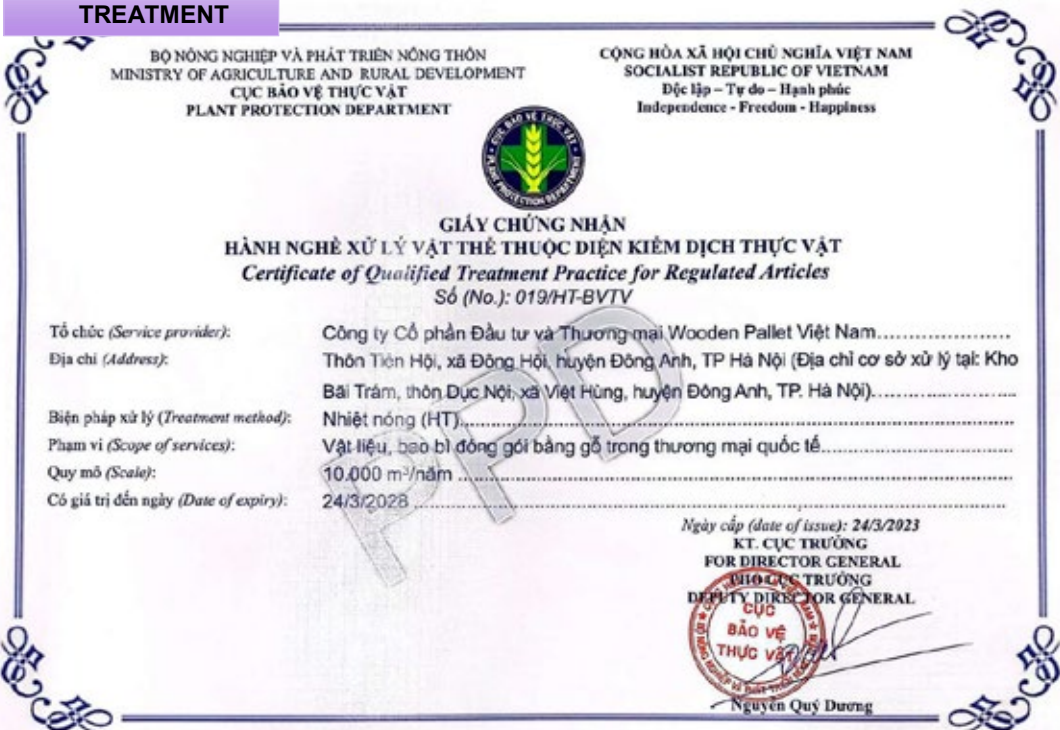 TREATMENT
BỘ NÔNG NGHIỆP VÀ PHÁT TRIỂN NÔNG THÔN
MINISTRY OF AGRICULTURE AND RURAL DEVELOPMENT
CỤC BẢO VỆ THỰC VẬT
PLANT PROTECTION DEPARTMENT
CỘNG HÒA XÃ HỘI CHỦ NGHĨA VIỆT NAM
SOCIALIST REPUBLIC OF VIETNAM
Độc lập – Tự do – Hạnh phúc
Independence - Freedom - Happiness
CỤC BẢO VỆ THỰC VẬT
PLANT PROTECTION DEPARTMENT
GIẤY CHỨNG NHẬN
HÀNH NGHỀ XỬ LÝ VẬT THỂ THUỘC DIỆN KIỂM DỊCH THỰC VẬT
Certificate of Qualified Treatment Practice for Regulated Articles
Số (No.): 019/HT-BVTV
Tổ chức (Service provider): Công ty Cổ phần Đầu tư và Thương mại Wooden Pallet Việt Nam
Địa chỉ (Address): Thôn Tiên Hội, xã Đông Hội, huyện Đông Anh, TP Hà Nội (Địa chỉ cơ sở xử lý tại: Kho
Bãi Trám, thôn Dục Nội, xã Việt Hùng, huyện Đông Anh, TP. Hà Nội)
Biện pháp xử lý (Treatment method): Nhiệt nóng (HT)
Phạm vi (Scope of services): Vật liệu, bao bì đóng gói bằng gỗ trong thương mại quốc tế
Quy mô (Scale): 10.000 m³/năm
Có giá trị đến ngày (Date of expiry): 24/3/2028
PPD
Ngày cấp (date of issue): 24/3/2023
KT. CỤC TRƯỞNG
FOR DIRECTOR GENERAL
PHÓ CỤC TRƯỞNG
DEPUTY DIRECTOR GENERAL
CỤC
BẢO VỆ
THỰC VẬT
Nguyễn Quý Dương